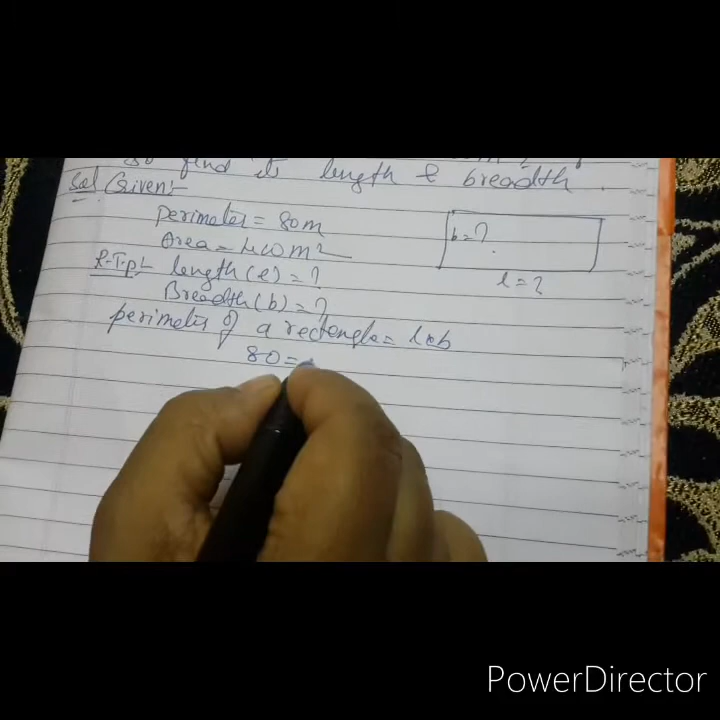 find its length & breadth.
Sol Given:-
Perimeter = 80m
b = ?
Area = 400m2
l = ?
R.T.P:- length (l) = ?
Breadth (b) = ?
perimeter of a rectangle =
80 =
PowerDirector